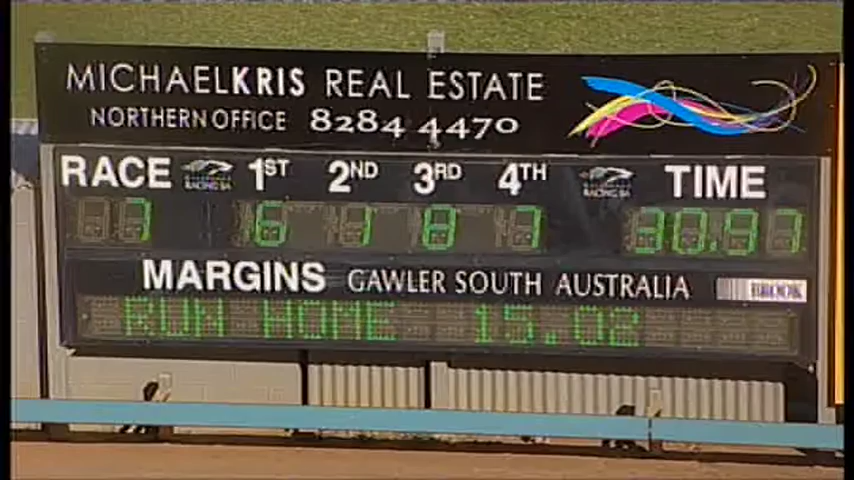 MICHAELKRIS REAL ESTATE
NORTHERN OFFICE 8284 4470
RACE 1ST 2ND 3RD 4TH TIME
7 6 1 8 7 30.97
MARGINS GAWLER SOUTH AUSTRALIA
RUN HOME 15.02